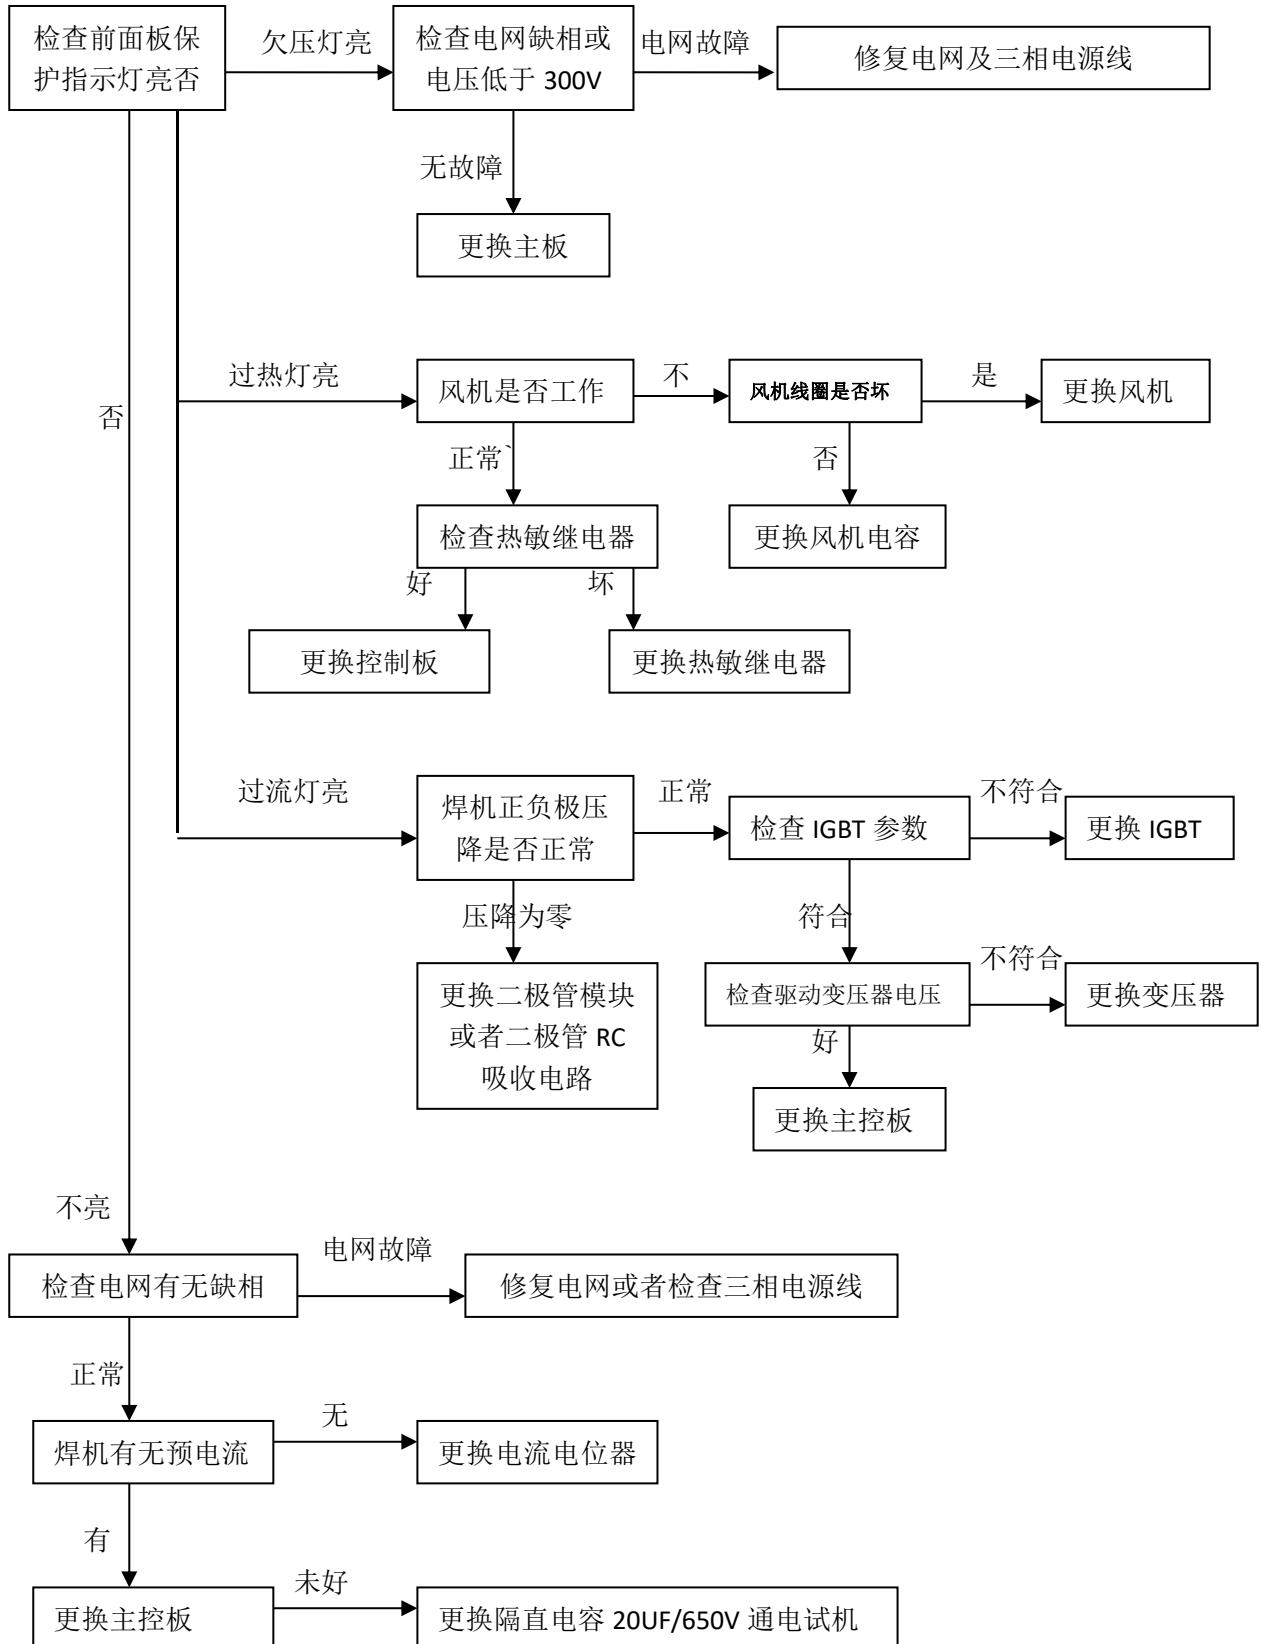 检查前面板保
护指示灯亮否
欠压灯亮
检查电网缺相或
电压低于 300V
电网故障
修复电网及三相电源线
无故障
更换主板
过热灯亮
风机是否工作
不
风机线圈是否坏
是
更换风机
否
正常`
否
检查热敏继电器
更换风机电容
好
坏
更换控制板
更换热敏继电器
过流灯亮
焊机正负极压
降是否正常
正常
检查 IGBT 参数
不符合
更换 IGBT
压降为零
符合
更换二极管模块
或者二极管 RC
吸收电路
检查驱动变压器电压
不符合
更换变压器
好
更换主控板
不亮
检查电网有无缺相
电网故障
修复电网或者检查三相电源线
正常
焊机有无预电流
无
更换电流电位器
有
更换主控板
未好
更换隔直电容 20UF/650V 通电试机